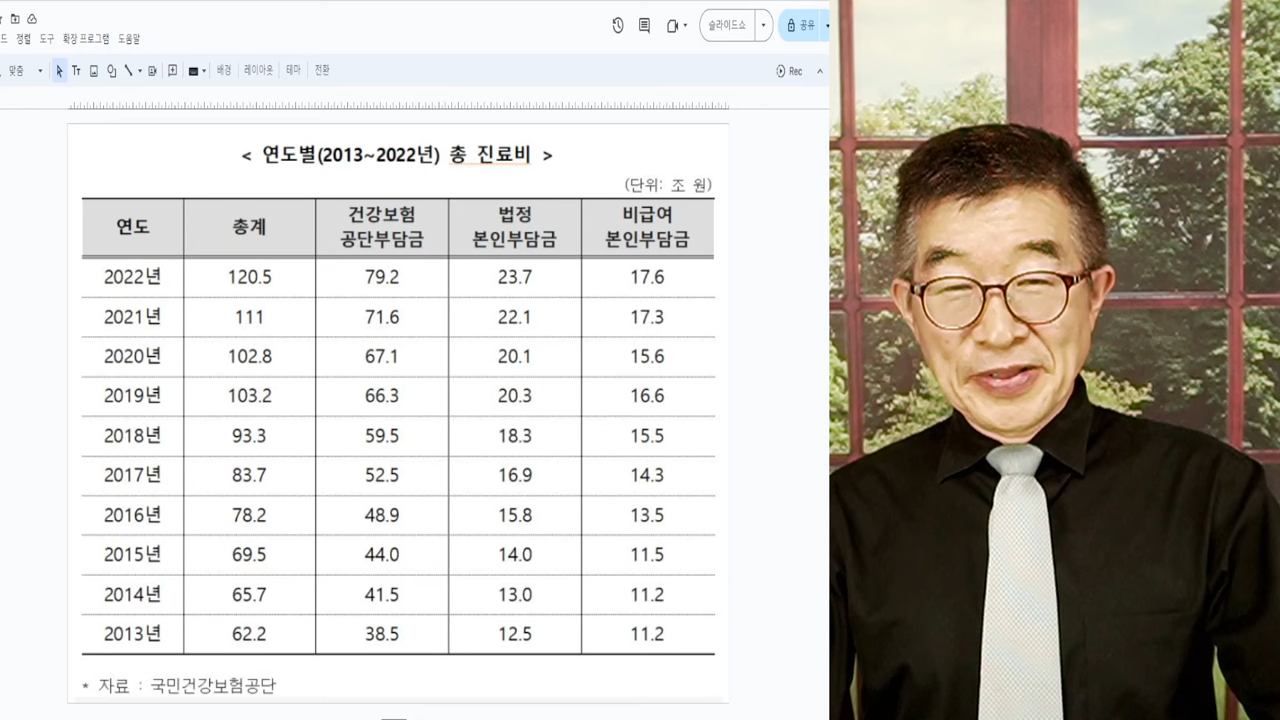 슬라이드쇼
공유
정렬 도구 확장 프로그램 도움말
맞춤 Tт 배경 레이아웃 테마 전환 Rec
< 연도별(2013~2022년) 총 진료비 >
(단위: 조 원)
연도 총계 건강보험 공단부담금 법정 본인부담금 비급여 본인부담금
2022년 120.5 79.2 23.7 17.6
2021년 111 71.6 22.1 17.3
2020년 102.8 67.1 20.1 15.6
2019년 103.2 66.3 20.3 16.6
2018년 93.3 59.5 18.3 15.5
2017년 83.7 52.5 16.9 14.3
2016년 78.2 48.9 15.8 13.5
2015년 69.5 44.0 14.0 11.5
2014년 65.7 41.5 13.0 11.2
2013년 62.2 38.5 12.5 11.2
* 자료 : 국민건강보험공단